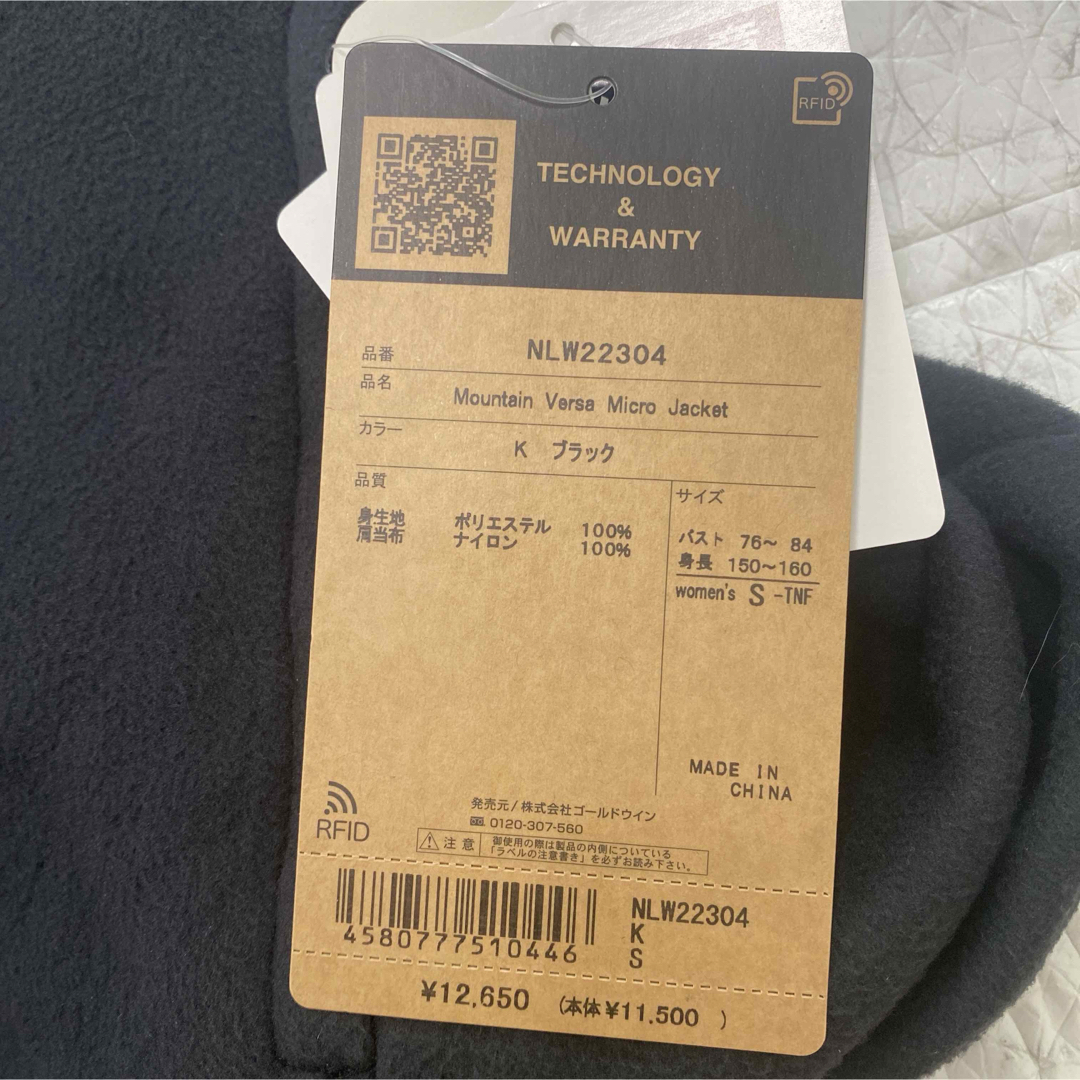 RFID
TECHNOLOGY
&
WARRANTY
品番 NLW22304
品名 Mountain Versa Micro Jacket
カラー K ブラック
品質
身生地 ポリエステル 100%
肩当布 ナイロン 100%
サイズ
バスト 76～ 84
身長 150～160
women's S -TNF
MADE IN
CHINA
RFID
発売元/株式会社ゴールドウイン
0120-307-560
注意 御使用の際は製品の内側についている
「ラベルの注意書き」を必ずお読み下さい。
4580777510446
NLW22304
K
S
¥12,650 (本体¥11,500 )